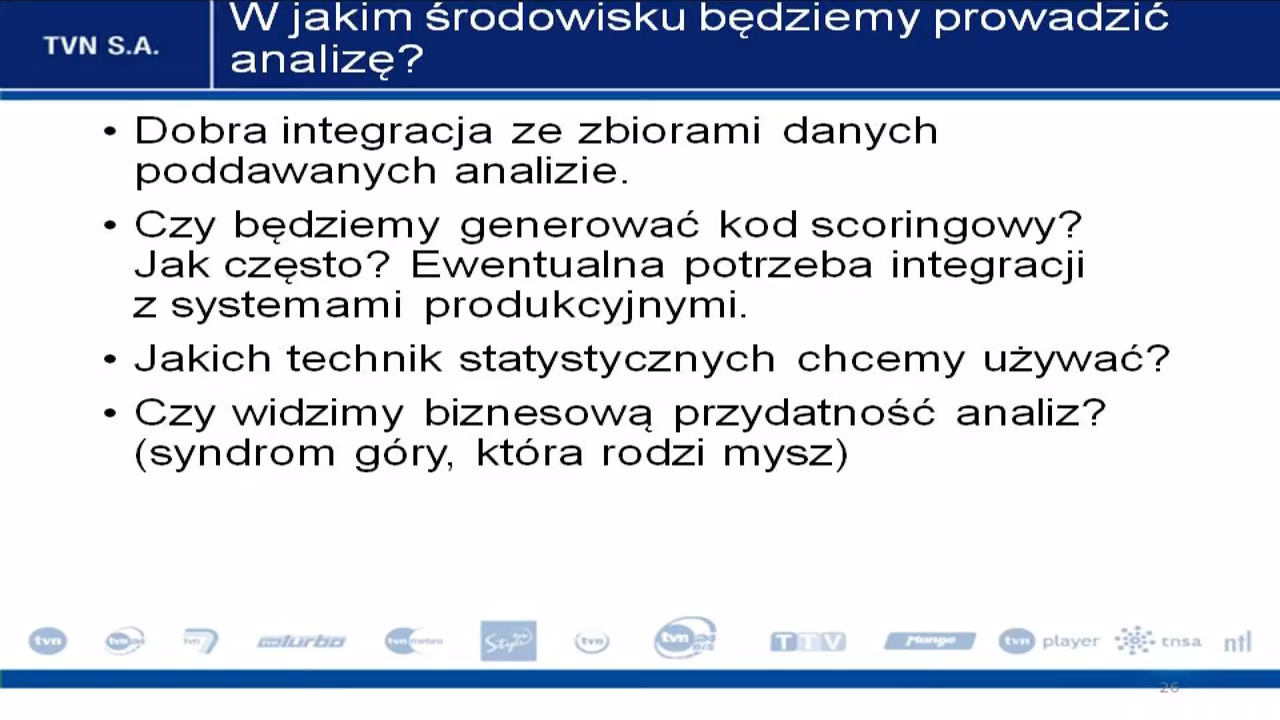 TVN S.A.
W jakim środowisku będziemy prowadzić
analizę?
• Dobra integracja ze zbiorami danych
poddawanych analizie.
• Czy będziemy generować kod scoringowy?
Jak często? Ewentualna potrzeba integracji
z systemami produkcyjnymi.
• Jakich technik statystycznych chcemy używać?
• Czy widzimy biznesową przydatność analiz?
(syndrom góry, która rodzi mysz)
tvn tvn tvn 7 turbo tvn meteo tvn Style tvn tvn 24 BiS TTV Mango tvn player tnsa ntl
26